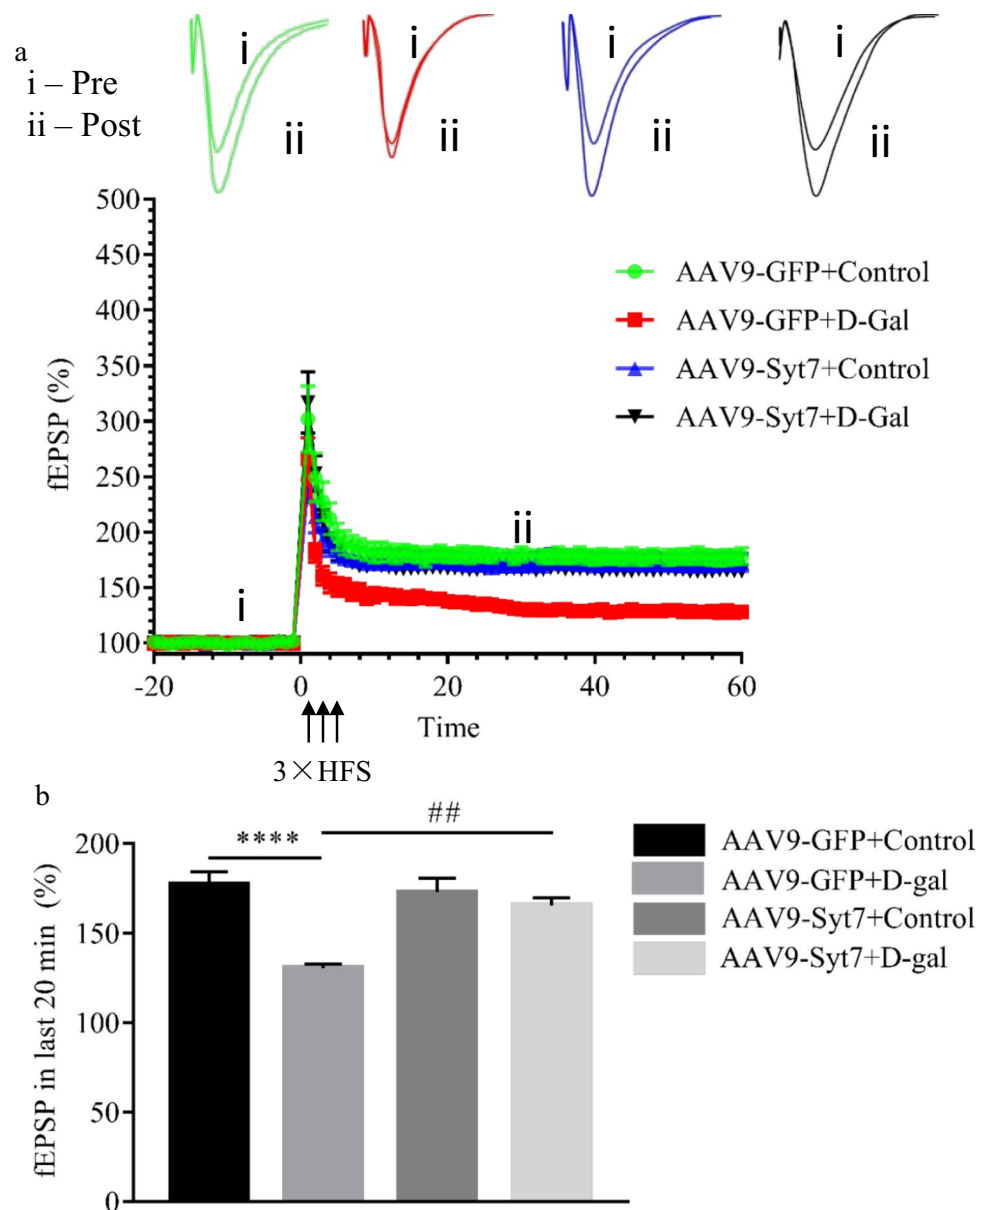 a
i – Pre
ii – Post
i
ii
i
ii
i
ii
i
ii
500
450
400
350
300
250
200
150
100
fEPSP (%)
AAV9-GFP+Control
AAV9-GFP+D-Gal
AAV9-Syt7+Control
AAV9-Syt7+D-Gal
i
ii
-20
0
20
40
60
Time
3×HFS
b
200
150
100
50
0
fEPSP in last 20 min (%)
****
##
AAV9-GFP+Control
AAV9-GFP+D-gal
AAV9-Syt7+Control
AAV9-Syt7+D-gal